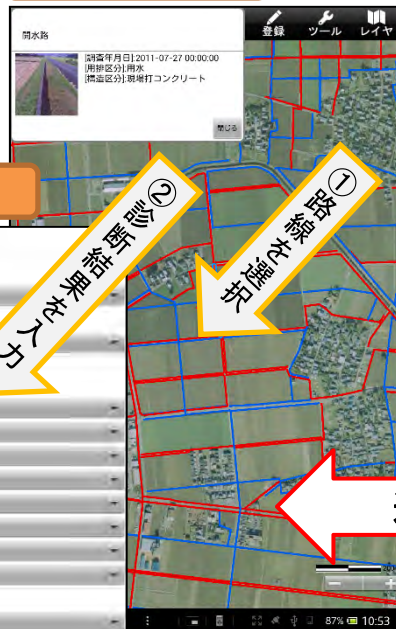 開水路
[調査年月日]:2011-07-27 00:00:00
[用排区分]:用水
[構造区分]:現場打コンクリート
閉じる
登録
ツール
レイヤ
①路線を選択
②診断結果を入力
87%
10:53